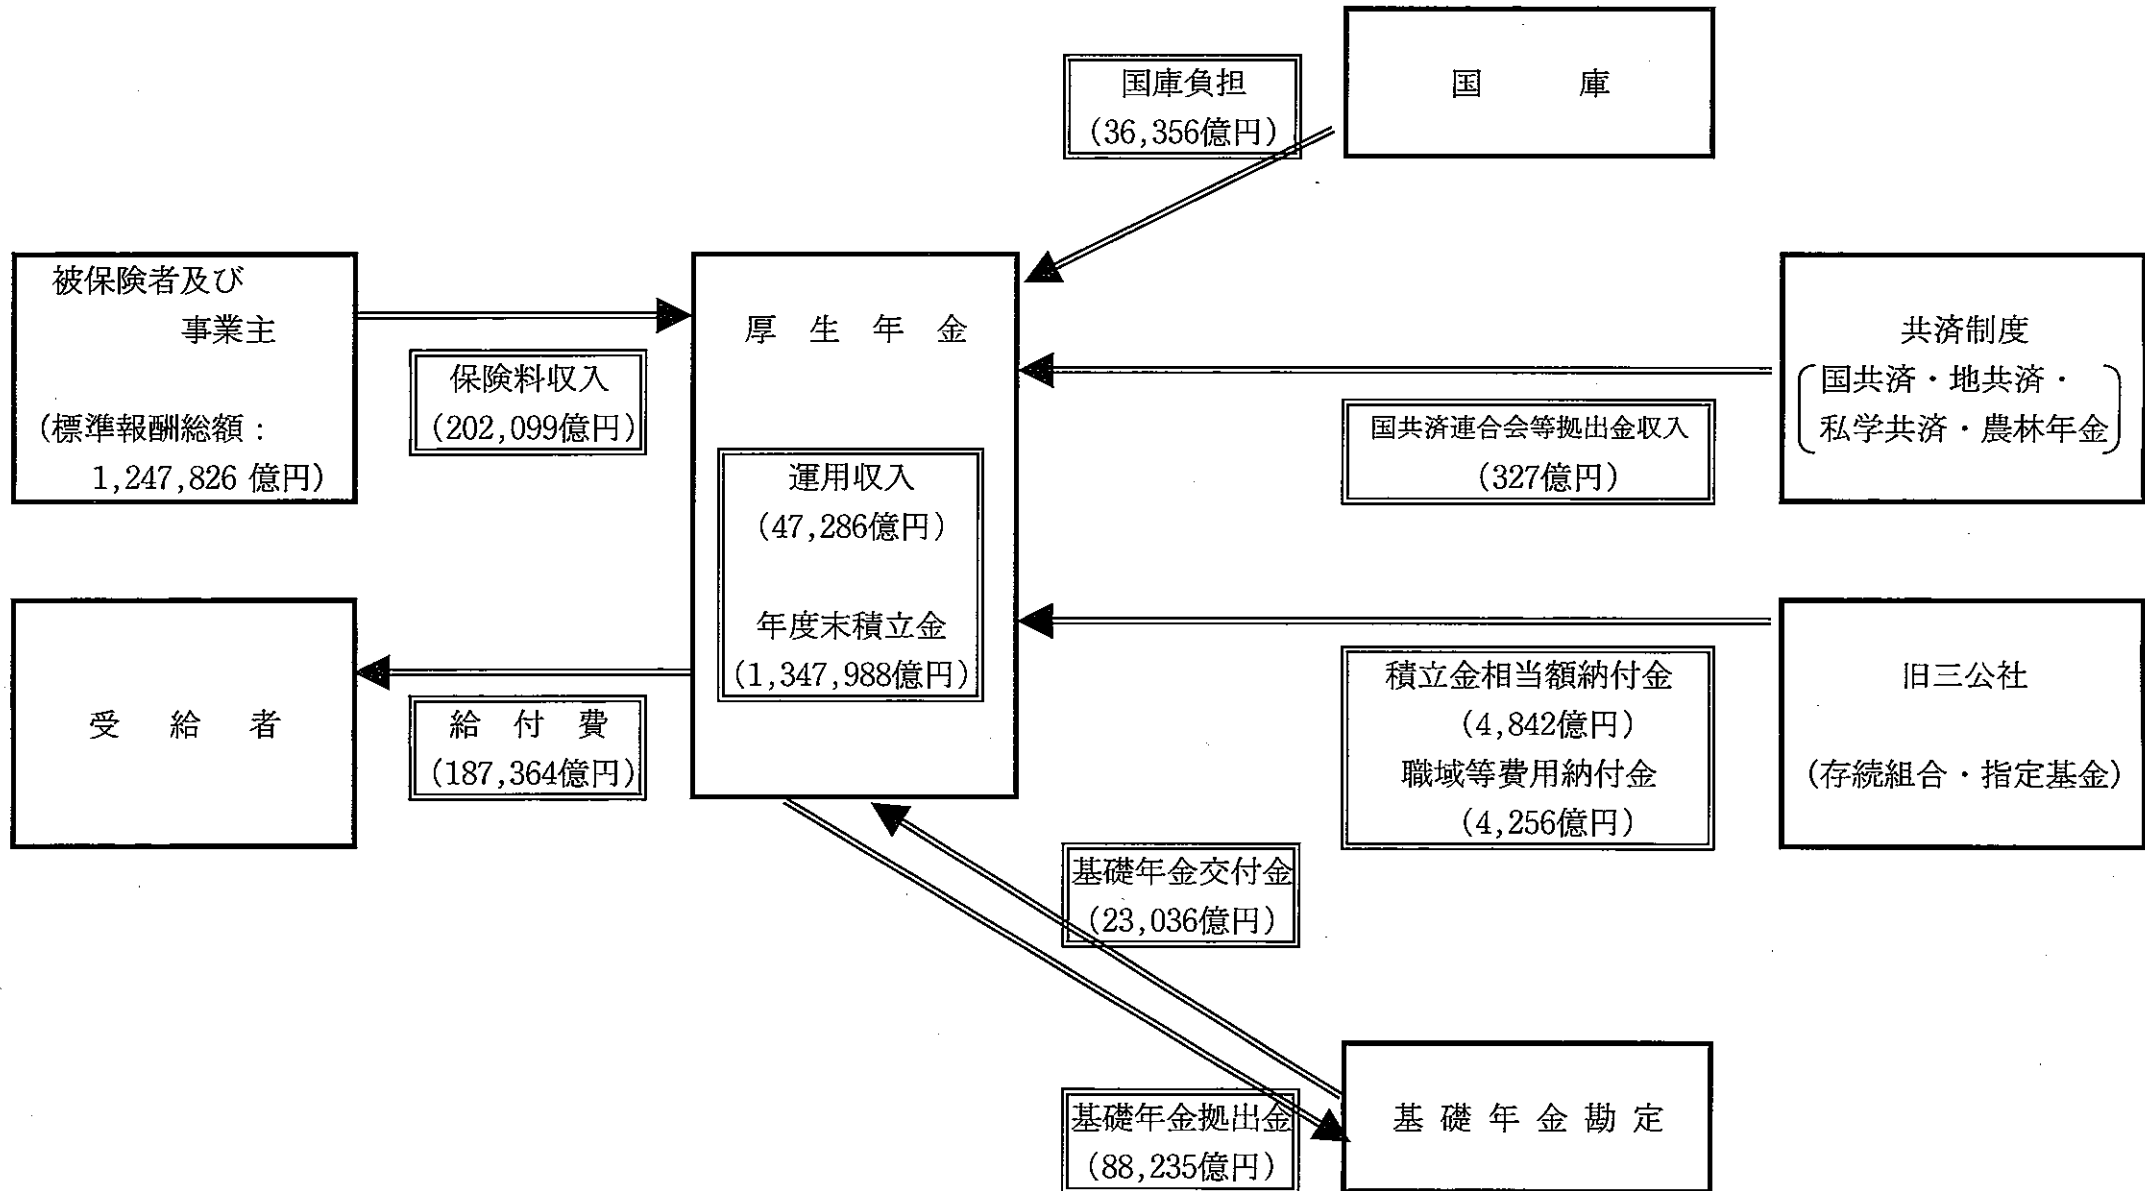 国庫負担
(36,356億円)
国　　庫
被保険者及び
事業主
(標準報酬総額：
1,247,826 億円)
保険料収入
(202,099億円)
厚 生 年 金
運用収入
(47,286億円)
年度末積立金
(1,347,988億円)
共済制度
国共済・地共済・
私学共済・農林年金
国共済連合会等拠出金収入
(327億円)
受 給 者
給 付 費
(187,364億円)
積立金相当額納付金
(4,842億円)
職域等費用納付金
(4,256億円)
旧三公社
(存続組合・指定基金)
基礎年金交付金
(23,036億円)
基礎年金拠出金
(88,235億円)
基 礎 年 金 勘 定